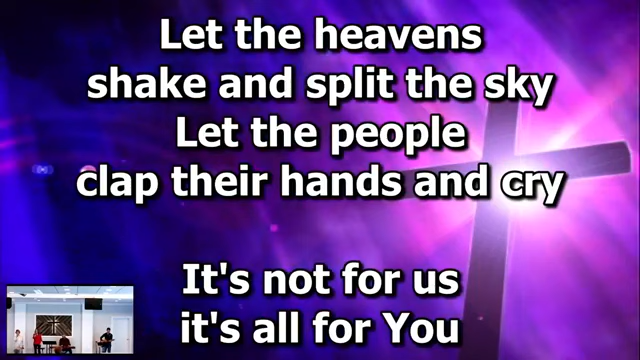 Let the heavens
shake and split the sky
Let the people
clap their hands and cry
It's not for us
it's all for You